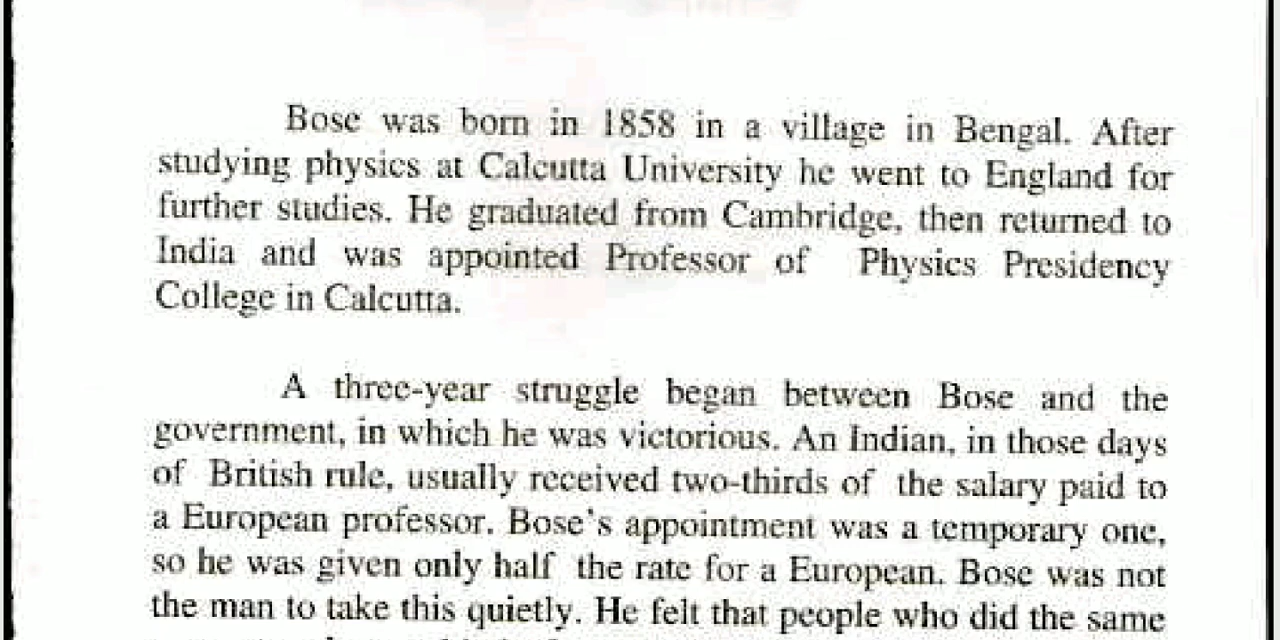 Bose was born in 1858 in a village in Bengal. After
studying physics at Calcutta University he went to England for
further studies. He graduated from Cambridge, then returned to
India and was appointed Professor of Physics Presidency
College in Calcutta.
A three-year struggle began between Bose and the
government, in which he was victorious. An Indian, in those days
of British rule, usually received two-thirds of the salary paid to
a European professor. Bose's appointment was a temporary one,
so he was given only half the rate for a European. Bose was not
the man to take this quietly. He felt that people who did the same